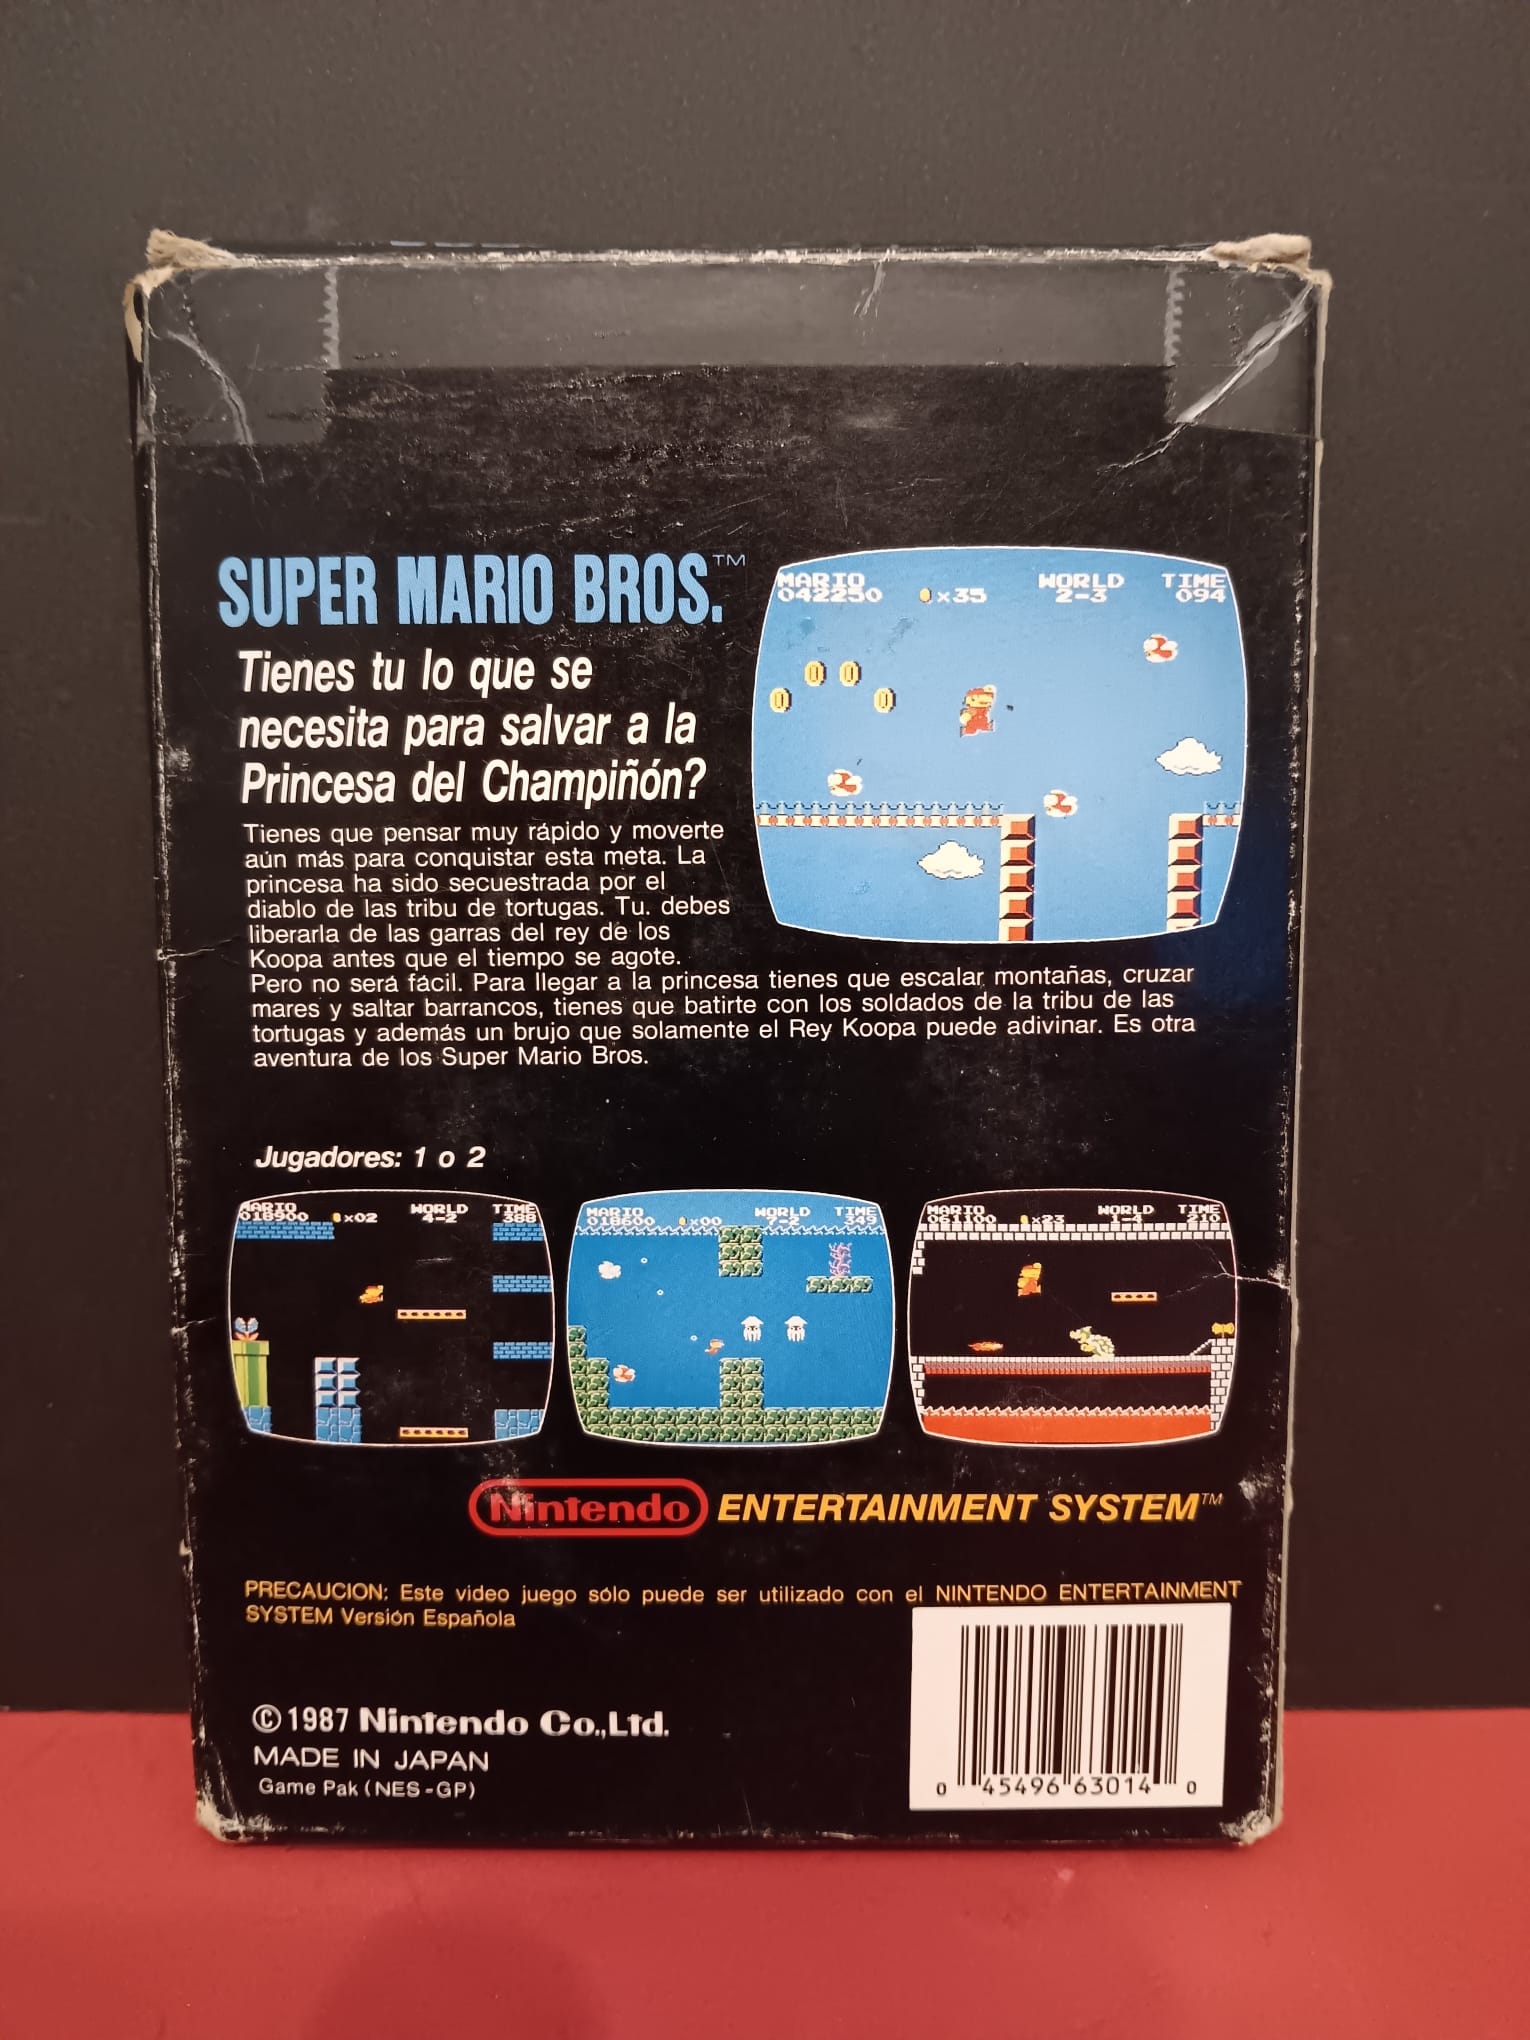 SUPER MARIO BROS.™
Tienes tu lo que se
necesita para salvar a la
Princesa del Champiñón?
Tienes que pensar muy rápido y moverte
aún más para conquistar esta meta. La
princesa ha sido secuestrada por el
diablo de las tribu de tortugas. Tu. debes
liberarla de las garras del rey de los
Koopa antes que el tiempo se agote.
Pero no será fácil. Para llegar a la princesa tienes que escalar montañas, cruzar
mares y saltar barrancos, tienes que batirte con los soldados de la tribu de las
tortugas y además un brujo que solamente el Rey Koopa puede adivinar. Es otra
aventura de los Super Mario Bros.
MARIO WORLD TIME
042250 x35 2-3 094
Jugadores: 1 o 2
MARIO WORLD TIME
018900 x02 4-2 388
MARIO WORLD TIME
018600 x00 7-2 349
MARIO WORLD TIME
061100 x23 1-4 210
Nintendo ENTERTAINMENT SYSTEM™
PRECAUCION: Este video juego sólo puede ser utilizado con el NINTENDO ENTERTAINMENT
SYSTEM Versión Española
© 1987 Nintendo Co.,Ltd.
MADE IN JAPAN
Game Pak (NES-GP)
0 45496 63014 0